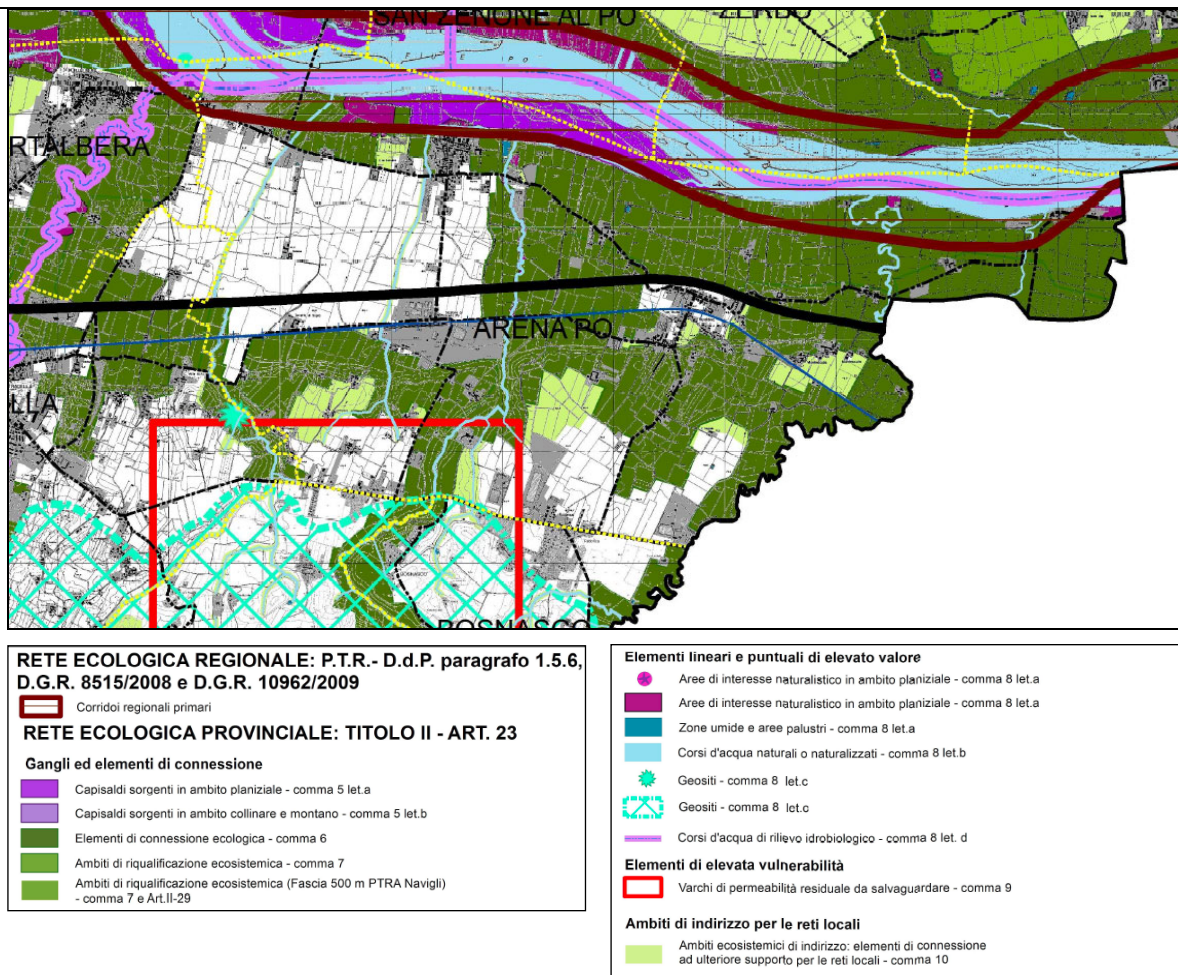 SAN ZENONE AL PO
ZERBO
RTALBERA
ARENA PO
LLA
BOSNASCO
BOSNASCO
RETE ECOLOGICA REGIONALE: P.T.R.- D.d.P. paragrafo 1.5.6,
D.G.R. 8515/2008 e D.G.R. 10962/2009
Corridoi regionali primari
RETE ECOLOGICA PROVINCIALE: TITOLO II - ART. 23
Gangli ed elementi di connessione
Capisaldi sorgenti in ambito planiziale - comma 5 let.a
Capisaldi sorgenti in ambito collinare e montano - comma 5 let.b
Elementi di connessione ecologica - comma 6
Ambiti di riqualificazione ecosistemica - comma 7
Ambiti di riqualificazione ecosistemica (Fascia 500 m PTRA Navigli)
- comma 7 e Art.II-29
Elementi lineari e puntuali di elevato valore
Aree di interesse naturalistico in ambito planiziale - comma 8 let.a
Aree di interesse naturalistico in ambito planiziale - comma 8 let.a
Zone umide e aree palustri - comma 8 let.a
Corsi d'acqua naturali o naturalizzati - comma 8 let.b
Geositi - comma 8 let.c
Geositi - comma 8 let.c
Corsi d'acqua di rilievo idrobiologico - comma 8 let. d
Elementi di elevata vulnerabilità
Varchi di permeabilità residuale da salvaguardare - comma 9
Ambiti di indirizzo per le reti locali
Ambiti ecosistemici di indirizzo: elementi di connessione
ad ulteriore supporto per le reti locali - comma 10